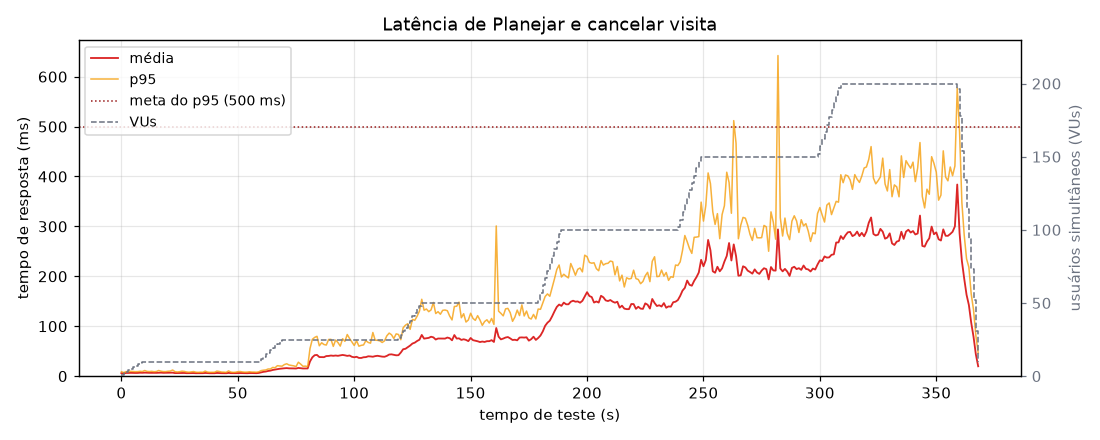 Latência de Planejar e cancelar visita
média
p95
meta do p95 (500 ms)
VUs
tempo de resposta (ms)
600
500
400
300
200
100
0
200
150
100
50
0
usuários simultâneos (VUs)
0 50 100 150 200 250 300 350
tempo de teste (s)